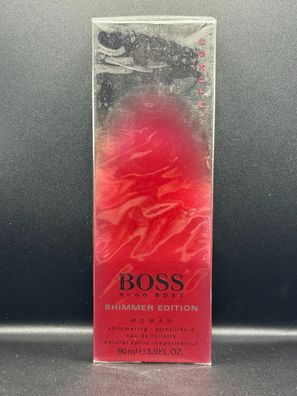 INTENSE
BOSS
HUGO BOSS
SHIMMER EDITION
WOMAN
shimmering · scintillante
eau de toilette
natural spray, vaporisateur
90ml℮3.0FL.OZ.